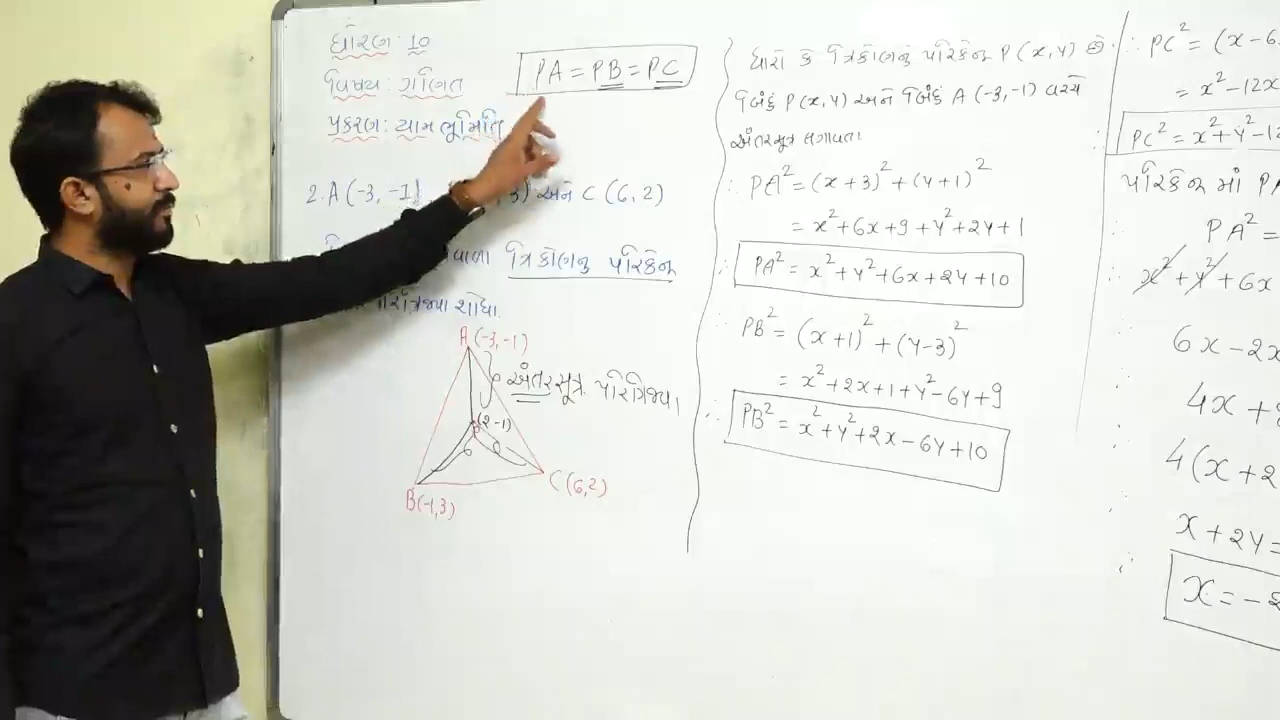 ધોરણ : 10
વિષય : ગણિત
પ્રકરણ : યામ ભૂમિતિ
PA = PB = PC
2. A (-3, -1) 3) અને C (6, 2)
વાળા ત્રિકોણનું પરિકેન્દ્ર
શોધો.
A (-3, -1)
અંતરસૂત્ર પરિત્રિજ્યા
(2 -1)
B(-1,3)
C (6,2)
ધારો કે ત્રિકોણનું પરિકેન્દ્ર P (x, y) છે.
બિંદુ P (x, y) અને બિંદુ A (-3, -1) વચ્ચે
અંતરસૂત્ર લગાવતા.
∴ PA² = (x + 3)² + (y + 1)²
= x² + 6x + 9 + y² + 2y + 1
∴ PA² = x² + y² + 6x + 2y + 10
∴ PB² = (x + 1)² + (y - 3)²
= x² + 2x + 1 + y² - 6y + 9
∴ PB² = x² + y² + 2x - 6y + 10
∴ PC² = (x - 6
= x² - 12x
∴ PC² = x² + y² - 12
પરિકેન્દ્ર માં PA
PA² =
x² + y² + 6x
6x - 2x
4x +
4(x + 2
x + 2y =
∴ x = - 2